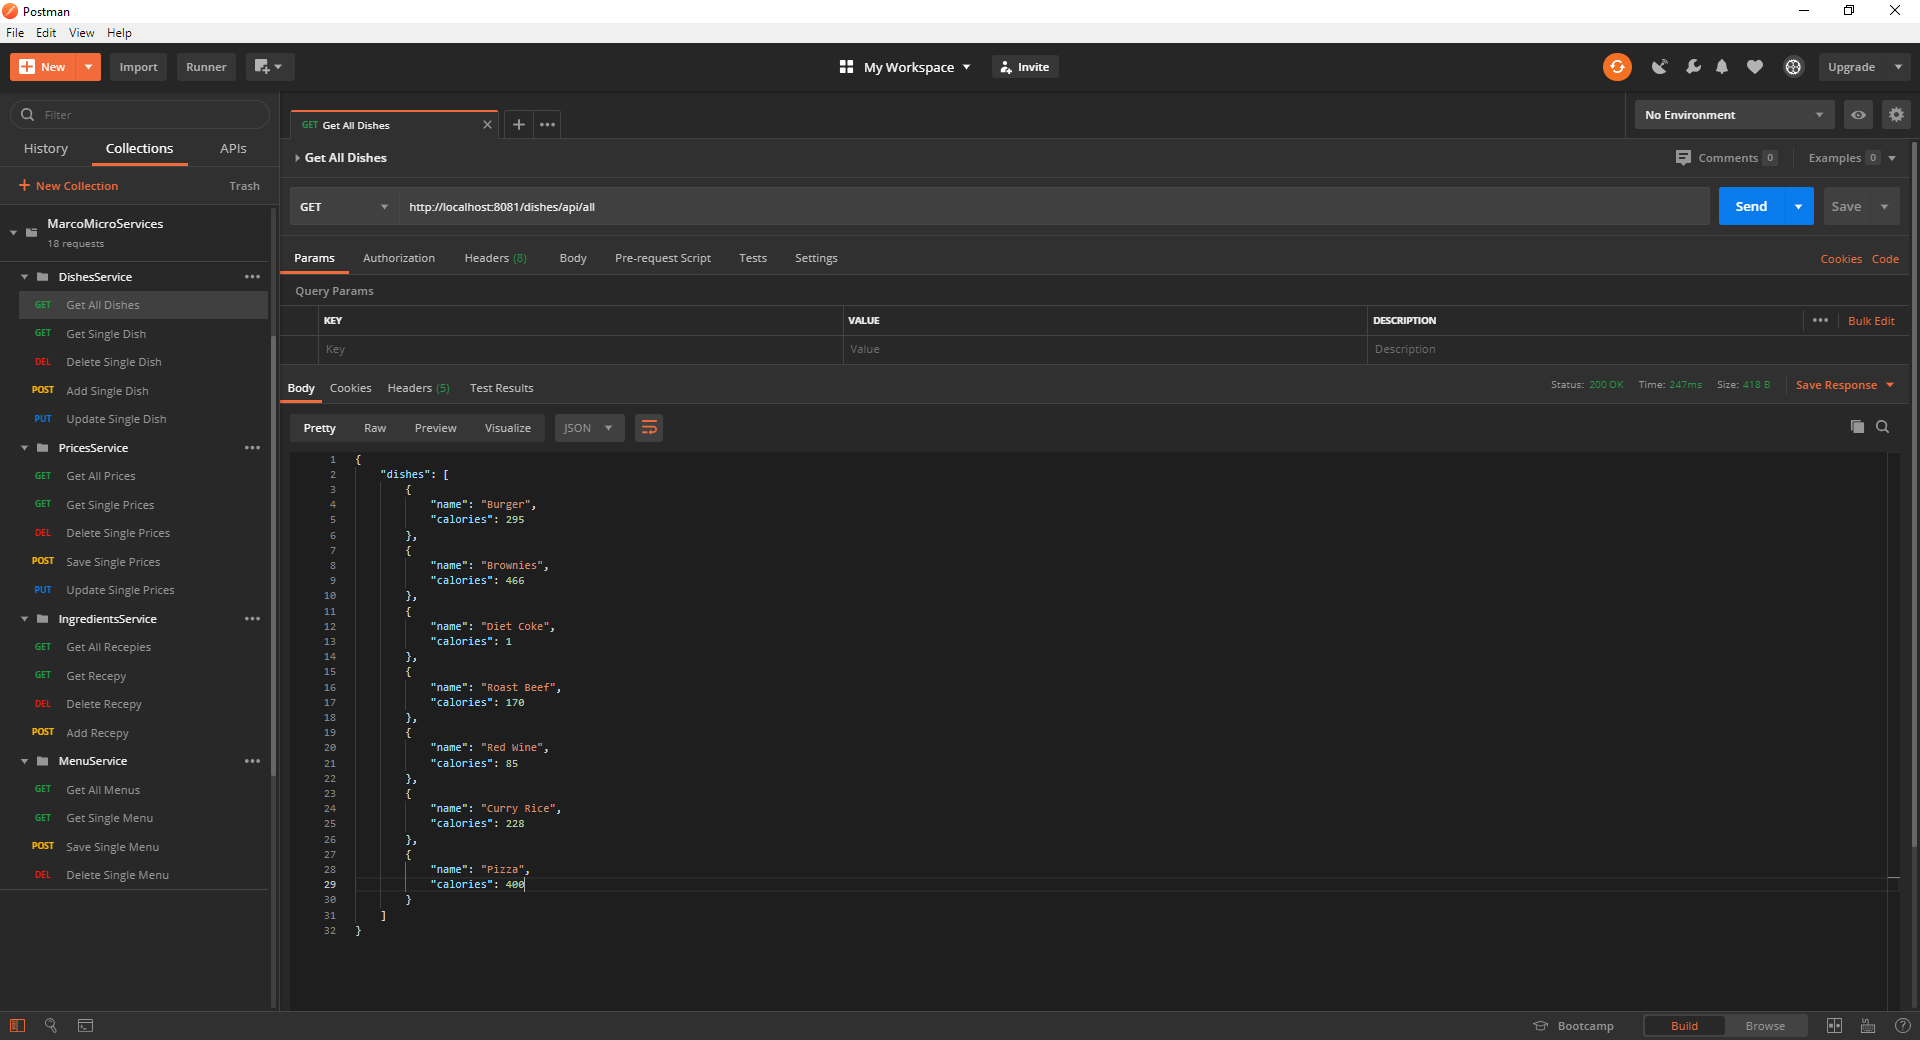 Postman
File Edit View Help
New Import Runner My Workspace Invite Upgrade
Filter
History Collections APIs
New Collection Trash
MarcoMicroServices
18 requests
DishesService
GET Get All Dishes
GET Get Single Dish
DEL Delete Single Dish
POST Add Single Dish
PUT Update Single Dish
PricesService
GET Get All Prices
GET Get Single Prices
DEL Delete Single Prices
POST Save Single Prices
PUT Update Single Prices
IngredientsService
GET Get All Recepies
GET Get Recepy
DEL Delete Recepy
POST Add Recepy
MenuService
GET Get All Menus
GET Get Single Menu
POST Save Single Menu
DEL Delete Single Menu
GET Get All Dishes
No Environment
Get All Dishes Comments 0 Examples 0
GET http://localhost:8081/dishes/api/all Send Save
Params Authorization Headers (8) Body Pre-request Script Tests Settings Cookies Code
Query Params
KEY VALUE DESCRIPTION Bulk Edit
Key Value Description
Body Cookies Headers (5) Test Results Status: 200 OK Time: 247ms Size: 418 B Save Response
Pretty Raw Preview Visualize JSON
1 {
2 "dishes": [
3 {
4 "name": "Burger",
5 "calories": 295
6 },
7 {
8 "name": "Brownies",
9 "calories": 466
10 },
11 {
12 "name": "Diet Coke",
13 "calories": 1
14 },
15 {
16 "name": "Roast Beef",
17 "calories": 170
18 },
19 {
20 "name": "Red Wine",
21 "calories": 85
22 },
23 {
24 "name": "Curry Rice",
25 "calories": 228
26 },
27 {
28 "name": "Pizza",
29 "calories": 400
30 }
31 ]
32 }
Bootcamp Build Browse